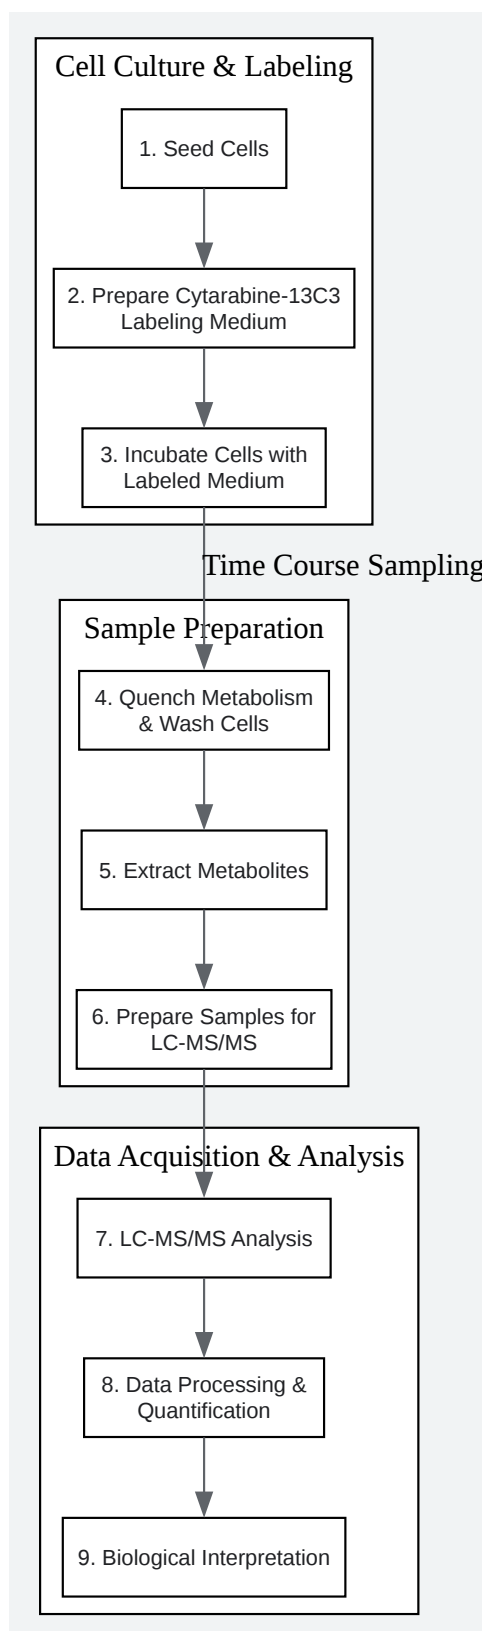 Cell Culture & Labeling
1. Seed Cells
2. Prepare Cytarabine-13C3
Labeling Medium
3. Incubate Cells with
Labeled Medium
Time Course Sampling
Sample Preparation
4. Quench Metabolism
& Wash Cells
5. Extract Metabolites
6. Prepare Samples for
LC-MS/MS
Data Acquisition & Analysis
7. LC-MS/MS Analysis
8. Data Processing &
Quantification
9. Biological Interpretation